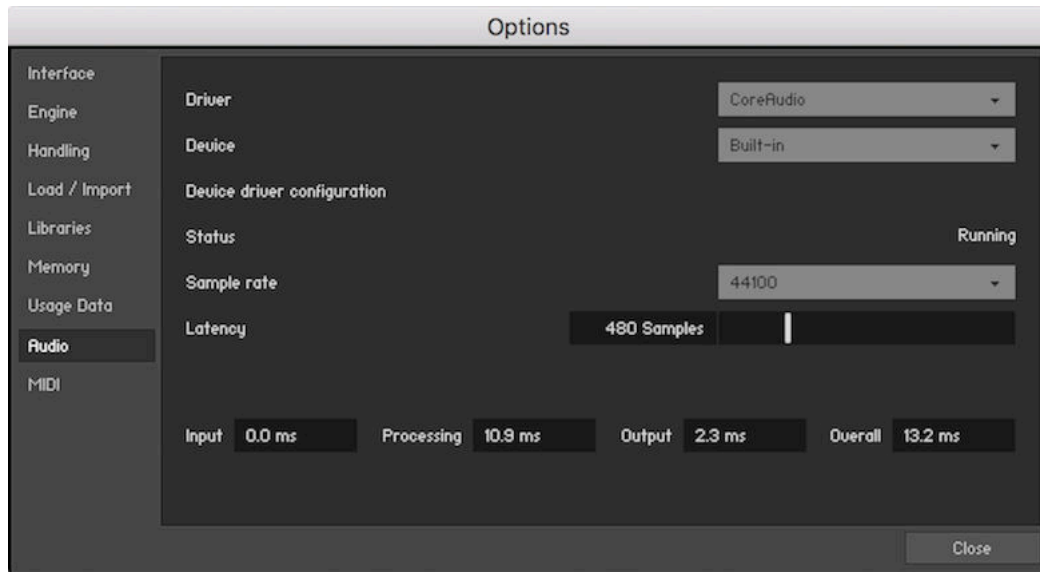 Options
Interface
Engine
Handling
Load / Import
Libraries
Memory
Usage Data
Audio
MIDI
Driver CoreAudio
Device Built-in
Device driver configuration
Status Running
Sample rate 44100
Latency 480 Samples
Input 0.0 ms Processing 10.9 ms Output 2.3 ms Overall 13.2 ms
Close